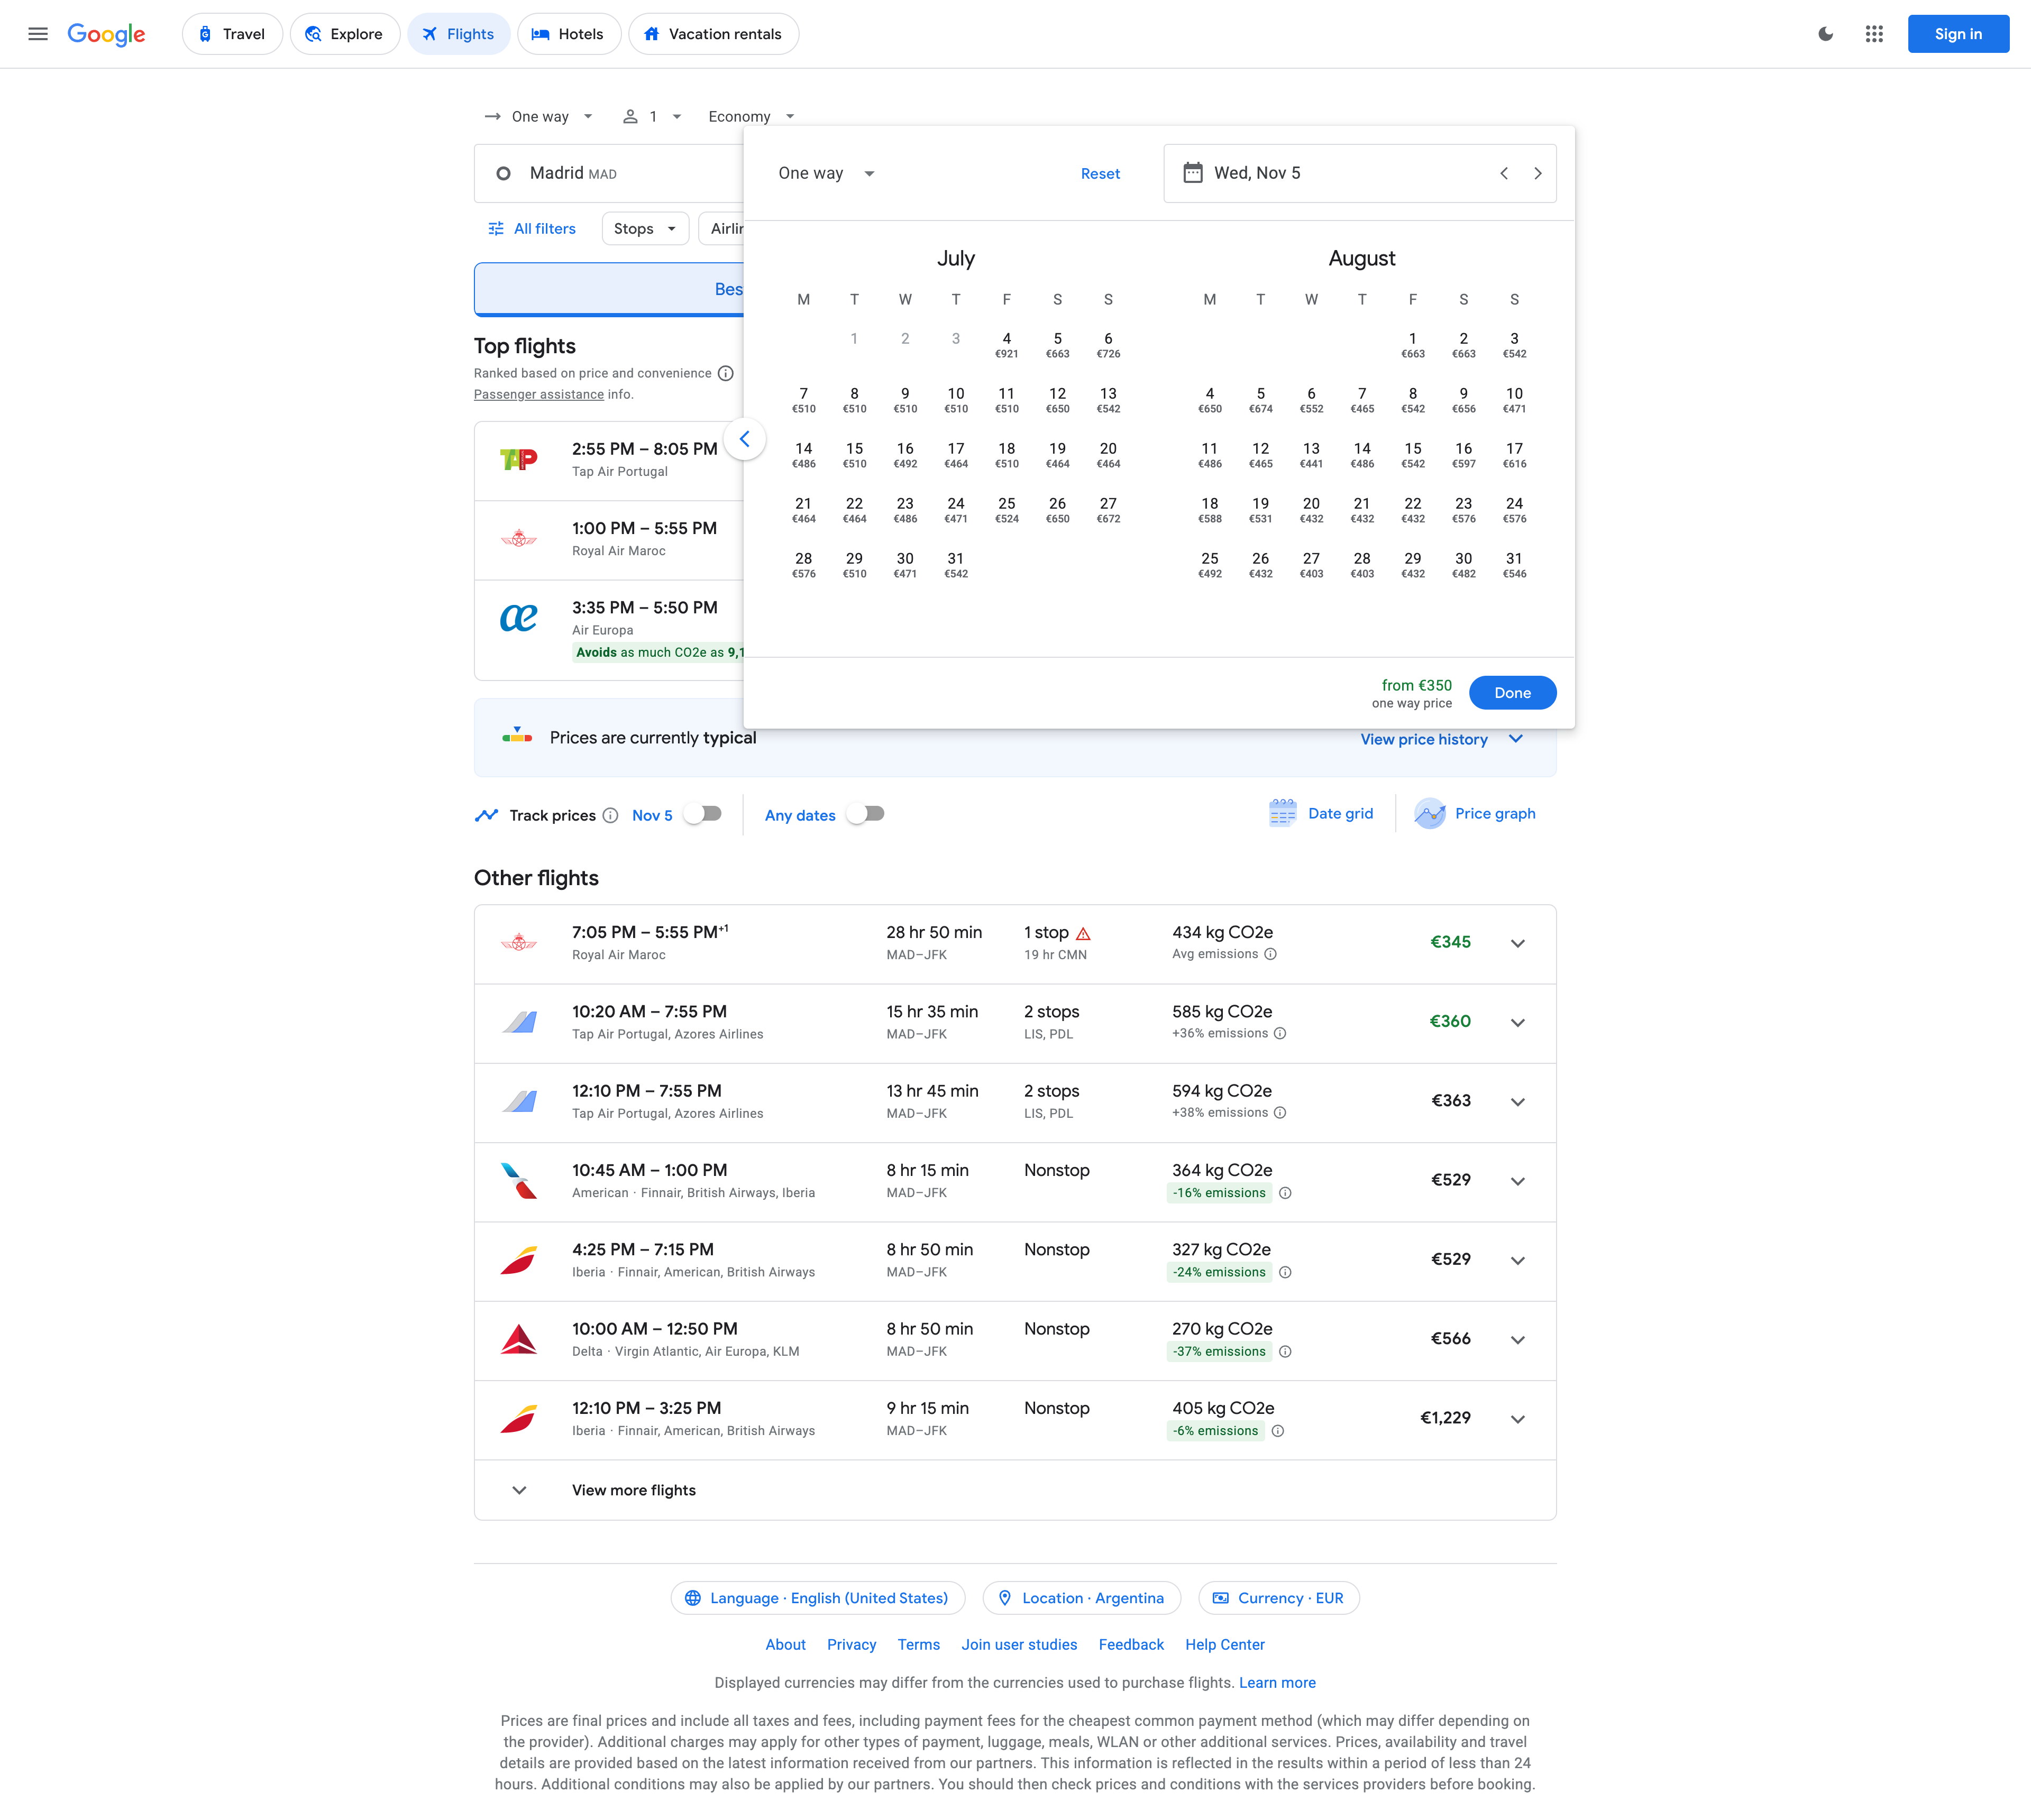 Google
Travel
Explore
Flights
Hotels
Vacation rentals
Sign in
One way
1
Economy
Madrid MAD
All filters
Stops
One way
Reset
Wed, Nov 5
July
M T W T F S S
1 2 3 4 5 6
€921 €663 €726
7 8 9 10 11 12 13
€510 €510 €510 €510 €510 €650 €542
14 15 16 17 18 19 20
€486 €510 €492 €464 €510 €464 €464
21 22 23 24 25 26 27
€464 €464 €486 €471 €524 €650 €672
28 29 30 31
€576 €510 €471 €542
August
M T W T F S S
1 2 3
€663 €663 €542
4 5 6 7 8 9 10
€650 €674 €552 €465 €542 €656 €471
11 12 13 14 15 16 17
€486 €465 €441 €486 €542 €597 €616
18 19 20 21 22 23 24
€588 €531 €432 €432 €432 €576 €576
25 26 27 28 29 30 31
€492 €432 €403 €403 €432 €482 €546
from €350
one way price
Done
Top flights
Ranked based on price and convenience
Passenger assistance info.
TAP
2:55 PM – 8:05 PM
Tap Air Portugal
1:00 PM – 5:55 PM
Royal Air Maroc
3:35 PM – 5:50 PM
Air Europa
Avoids as much CO2e as 9,1
Prices are currently typical
View price history
Track prices
Nov 5
Any dates
Date grid
Price graph
Other flights
7:05 PM – 5:55 PM+1
Royal Air Maroc
28 hr 50 min
MAD–JFK
1 stop
19 hr CMN
434 kg CO2e
Avg emissions
€345
10:20 AM – 7:55 PM
Tap Air Portugal, Azores Airlines
15 hr 35 min
MAD–JFK
2 stops
LIS, PDL
585 kg CO2e
+36% emissions
€360
12:10 PM – 7:55 PM
Tap Air Portugal, Azores Airlines
13 hr 45 min
MAD–JFK
2 stops
LIS, PDL
594 kg CO2e
+38% emissions
€363
10:45 AM – 1:00 PM
American · Finnair, British Airways, Iberia
8 hr 15 min
MAD–JFK
Nonstop
364 kg CO2e
-16% emissions
€529
4:25 PM – 7:15 PM
Iberia · Finnair, American, British Airways
8 hr 50 min
MAD–JFK
Nonstop
327 kg CO2e
-24% emissions
€529
10:00 AM – 12:50 PM
Delta · Virgin Atlantic, Air Europa, KLM
8 hr 50 min
MAD–JFK
Nonstop
270 kg CO2e
-37% emissions
€566
12:10 PM – 3:25 PM
Iberia · Finnair, American, British Airways
9 hr 15 min
MAD–JFK
Nonstop
405 kg CO2e
-6% emissions
€1,229
View more flights
Language · English (United States)
Location · Argentina
Currency · EUR
About Privacy Terms Join user studies Feedback Help Center
Displayed currencies may differ from the currencies used to purchase flights. Learn more
Prices are final prices and include all taxes and fees, including payment fees for the cheapest common payment method (which may differ depending on
the provider). Additional charges may apply for other types of payment, luggage, meals, WLAN or other additional services. Prices, availability and travel
details are provided based on the latest information received from our partners. This information is reflected in the results within a period of less than 24
hours. Additional conditions may also be applied by our partners. You should then check prices and conditions with the services providers before booking.